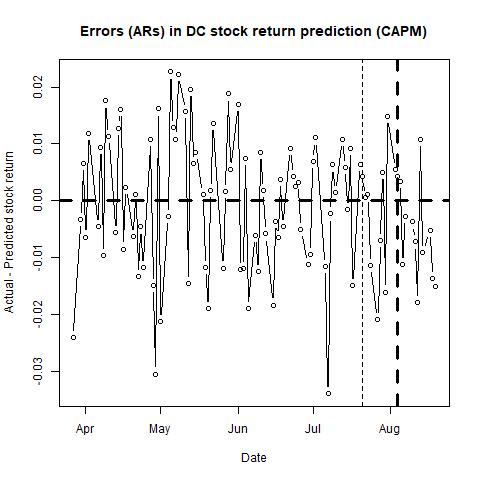 Errors (ARs) in DC stock return prediction (CAPM)
Actual - Predicted stock return
0.02
0.01
0.00
-0.01
-0.02
-0.03
Apr May Jun Jul Aug
Date